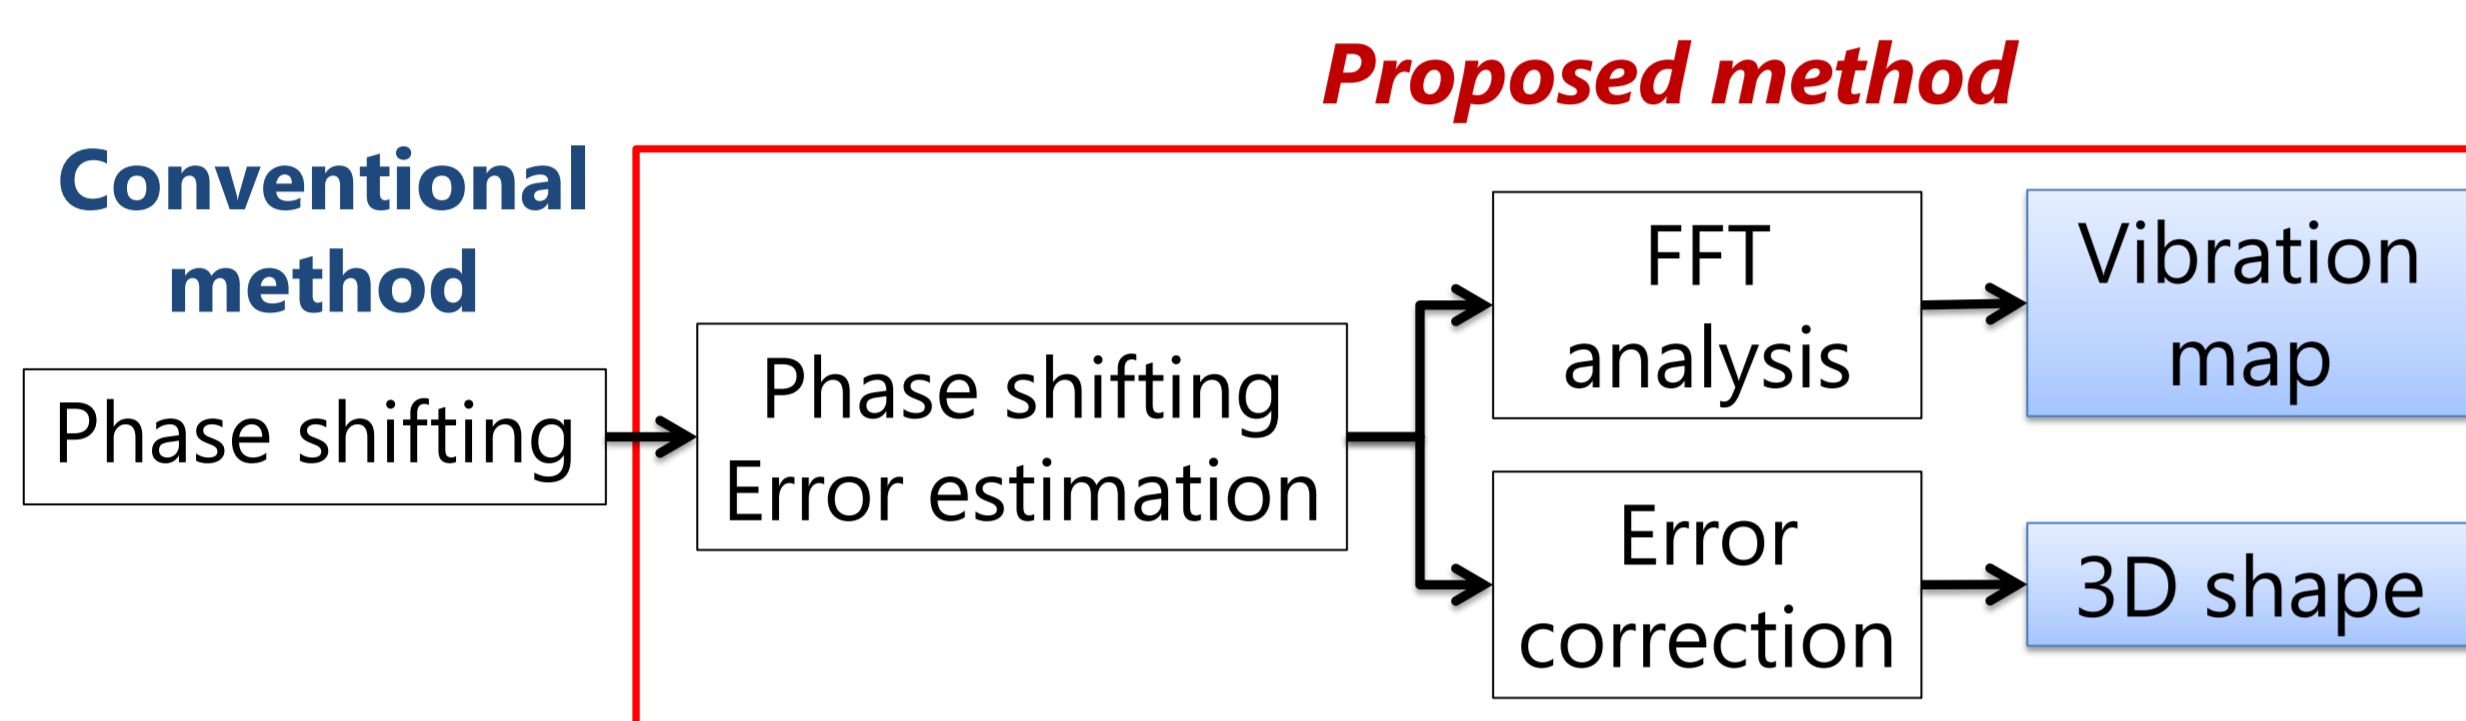 Proposed method
Conventional
method
Phase shifting
Phase shifting
Error estimation
FFT
analysis
Vibration
map
Error
correction
3D shape